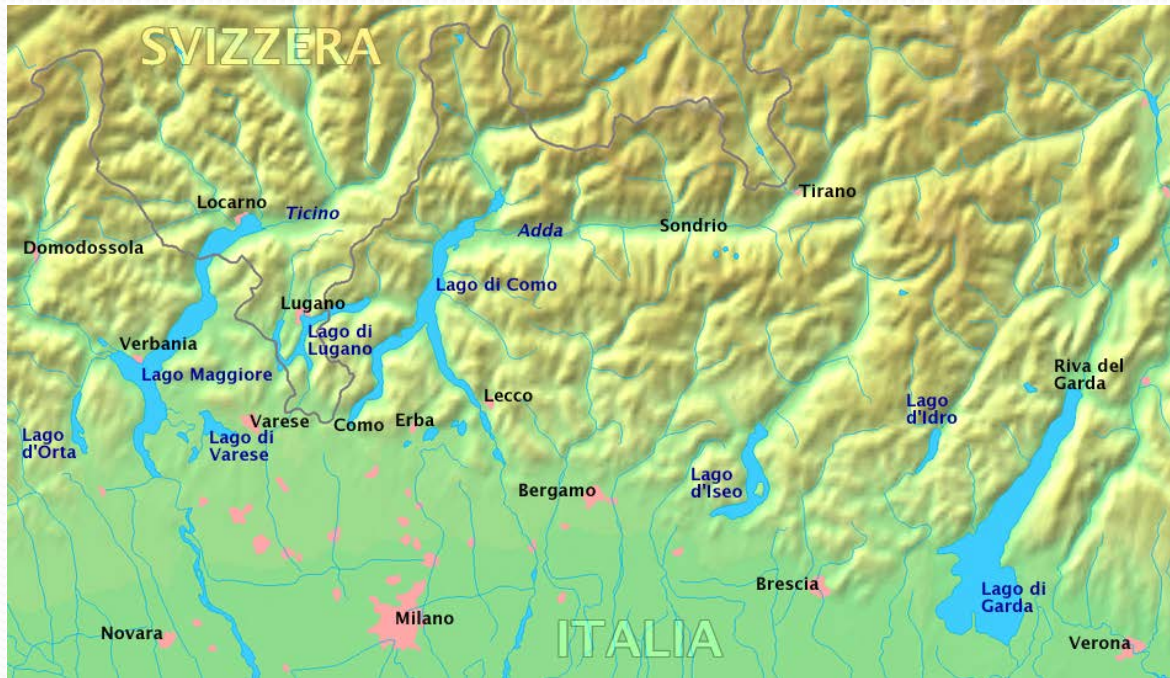 SVIZZERA
Locarno
Ticino
Tirano
Adda
Sondrio
Domodossola
Lago di Como
Lugano
Lago di
Lugano
Verbania
Lago Maggiore
Riva del
Garda
Lecco
Lago
d'Idro
Varese
Como
Erba
Lago
d'Orta
Lago di
Varese
Lago
d'Iseo
Bergamo
Brescia
Lago di
Garda
Milano
Novara
ITALIA
Verona